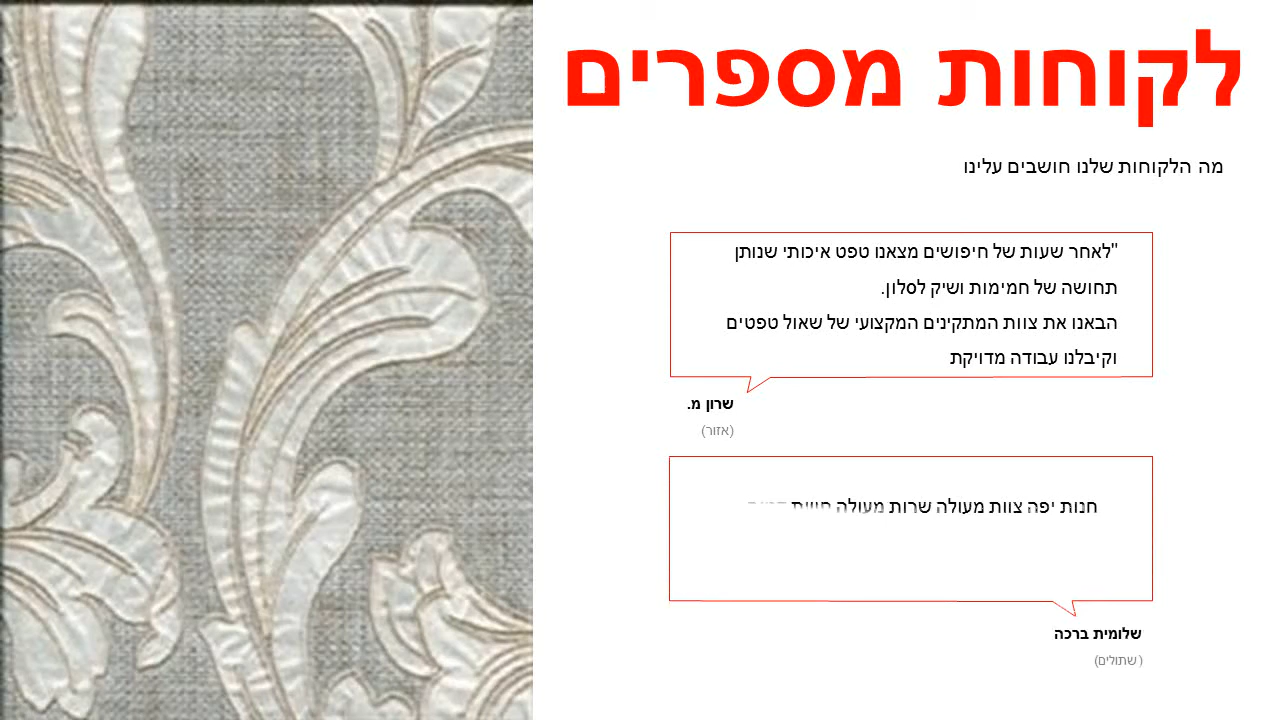 לקוחות מספרים
מה הלקוחות שלנו חושבים עלינו
"לאחר שעות של חיפושים מצאנו טפט איכותי שנותן
תחושה של חמימות ושיק לסלון.
הבאנו את צוות המתקינים המקצועי של שאול טפטים
וקיבלנו עבודה מדויקת
שרון מ.
(אזור)
חנות יפה צוות מעולה שרות מעולה
שלומית ברכה
(שתולים)